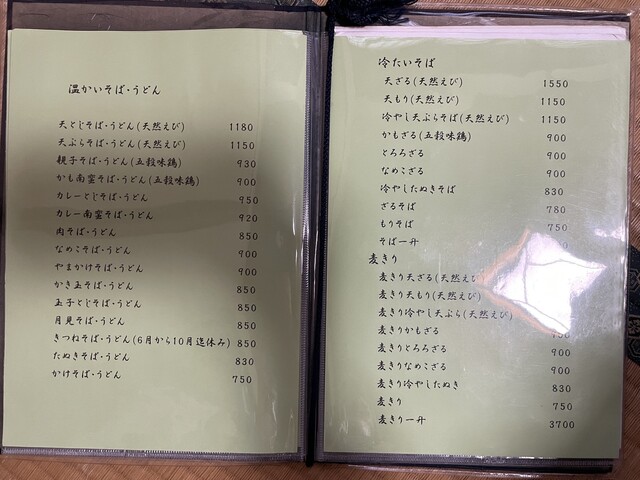 温かいそば・うどん
天とじそば・うどん(天然えび) 1180
天ぷらそば・うどん(天然えび) 1150
親子そば・うどん(五穀味鶏) 930
かも南蛮そば・うどん(五穀味鶏) 900
カレーとじそば・うどん 950
カレー南蛮そば・うどん 920
肉そば・うどん 850
なめこそば・うどん 900
やまかけそば・うどん 900
かき玉そば・うどん 850
玉子とじそば・うどん 850
月見そば・うどん 850
きつねそば・うどん(6月から10月迄休み) 850
たぬきそば・うどん 830
かけそば・うどん 750
冷たいそば
天ざる(天然えび) 1550
天もり(天然えび) 1150
冷やし天ぷらそば(天然えび) 1150
かもざる(五穀味鶏) 900
とろろざる 900
なめこざる 900
冷やしたぬきそば 830
ざるそば 780
もりそば 750
そば一升
麦きり
麦きり天ざる(天然えび)
麦きり天もり(天然えび)
麦きり冷やし天ぷら(天然えび)
麦きりかもざる
麦きりとろろざる 900
麦きりなめこざる 900
麦きり冷やしたぬき 830
麦きり 750
麦きり一升 3700